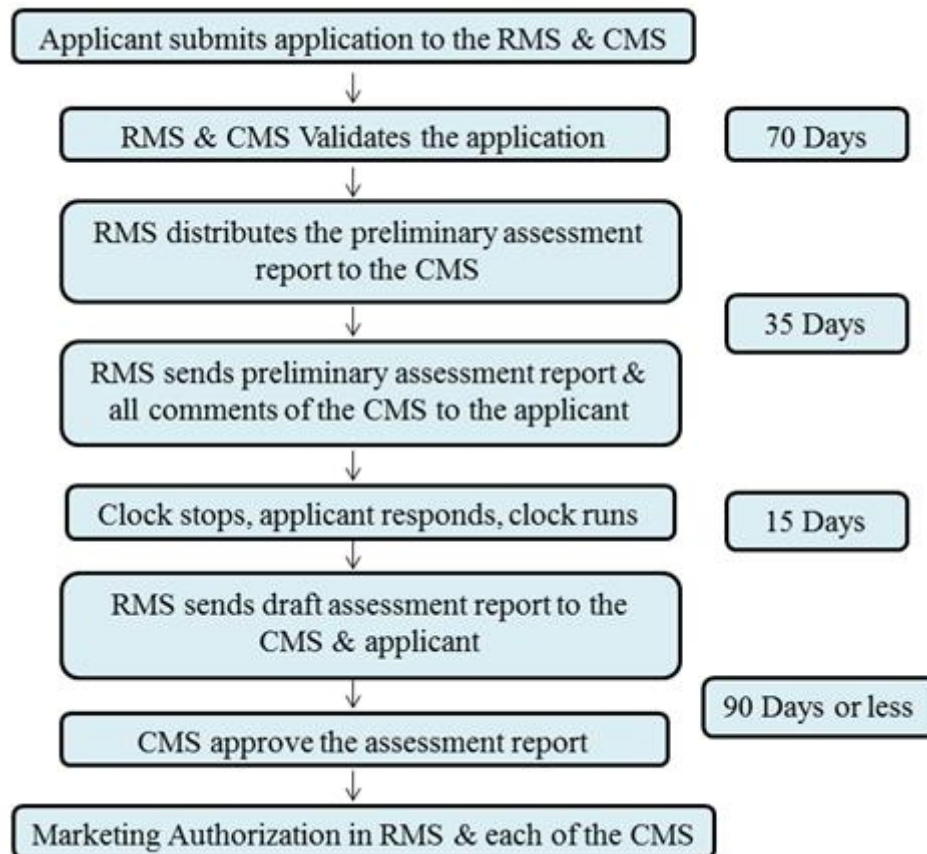 Applicant submits application to the RMS & CMS
RMS & CMS Validates the application
70 Days
RMS distributes the preliminary assessment
report to the CMS
35 Days
RMS sends preliminary assessment report &
all comments of the CMS to the applicant
Clock stops, applicant responds, clock runs
15 Days
RMS sends draft assessment report to the
CMS & applicant
90 Days or less
CMS approve the assessment report
Marketing Authorization in RMS & each of the CMS